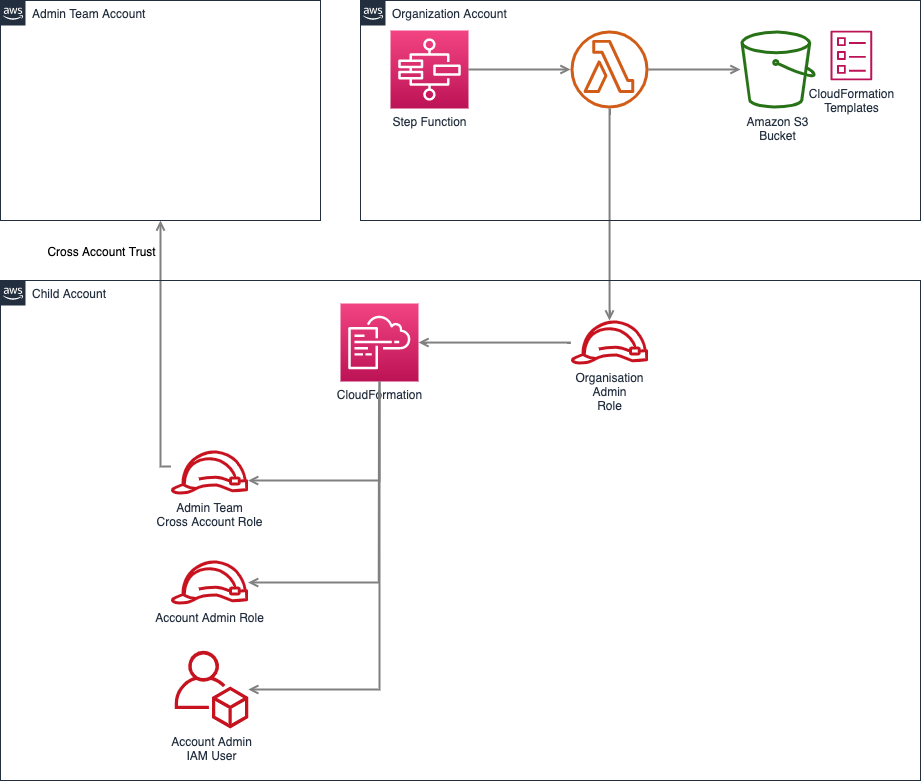 aws
Admin Team Account
aws
Organization Account
Step Function
Amazon S3
Bucket
CloudFormation
Templates
Cross Account Trust
aws
Child Account
CloudFormation
Organisation
Admin
Role
Admin Team
Cross Account Role
Account Admin Role
Account Admin
IAM User